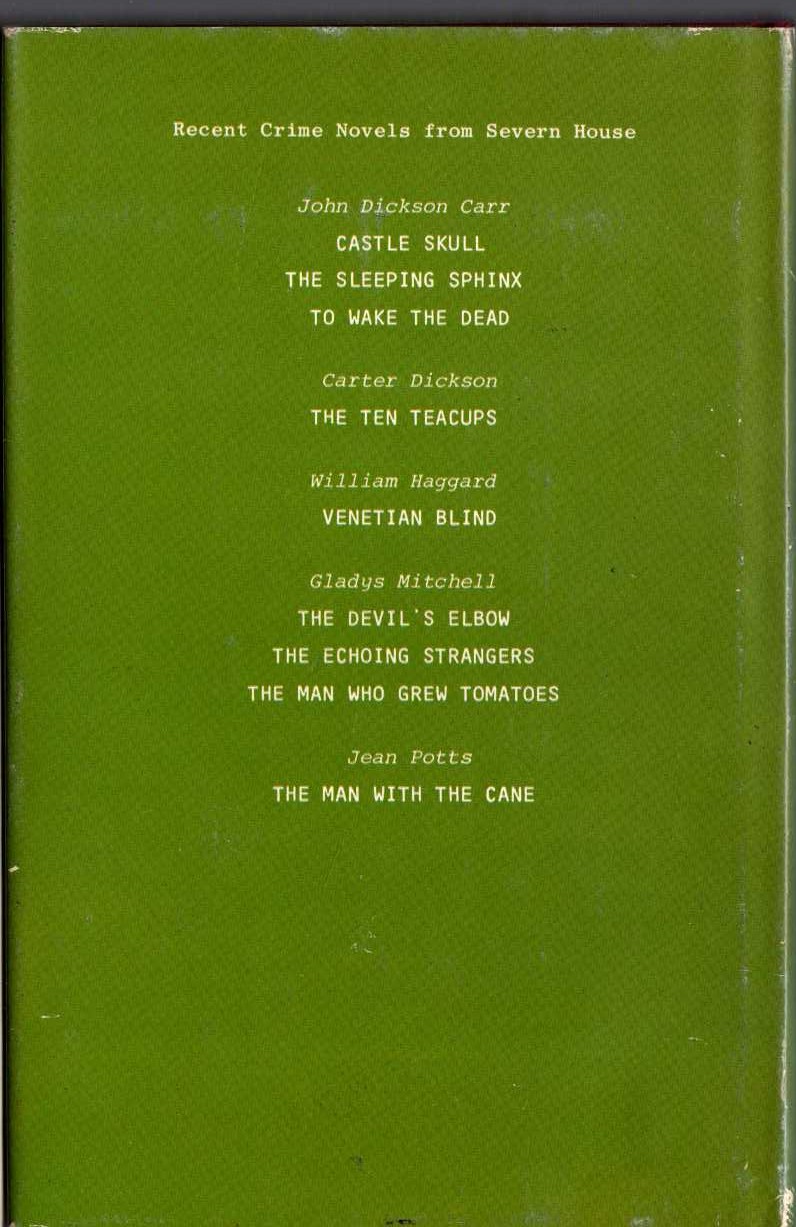 Recent Crime Novels from Severn House
John Dickson Carr
CASTLE SKULL
THE SLEEPING SPHINX
TO WAKE THE DEAD
Carter Dickson
THE TEN TEACUPS
William Haggard
VENETIAN BLIND
Gladys Mitchell
THE DEVIL'S ELBOW
THE ECHOING STRANGERS
THE MAN WHO GREW TOMATOES
Jean Potts
THE MAN WITH THE CANE